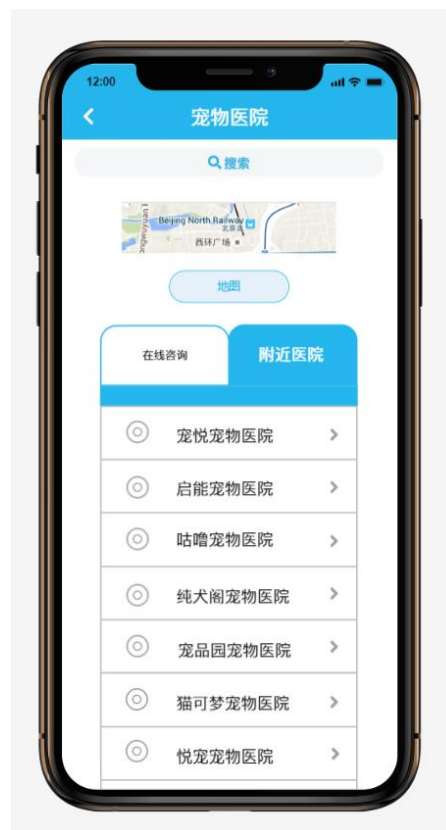 12:00
宠物医院
搜索
Beijing North Railway
北京北
西环广场
地图
在线咨询
附近医院
宠悦宠物医院
启能宠物医院
咕噜宠物医院
纯犬阁宠物医院
宠品园宠物医院
猫可梦宠物医院
悦宠宠物医院